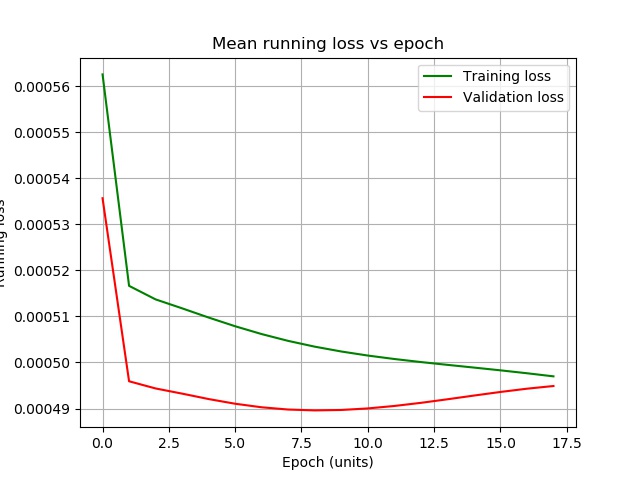 Mean running loss vs epoch
Training loss
Validation loss
0.00056
0.00055
0.00054
0.00053
0.00052
0.00051
0.00050
0.00049
Running loss
0.0 2.5 5.0 7.5 10.0 12.5 15.0 17.5
Epoch (units)